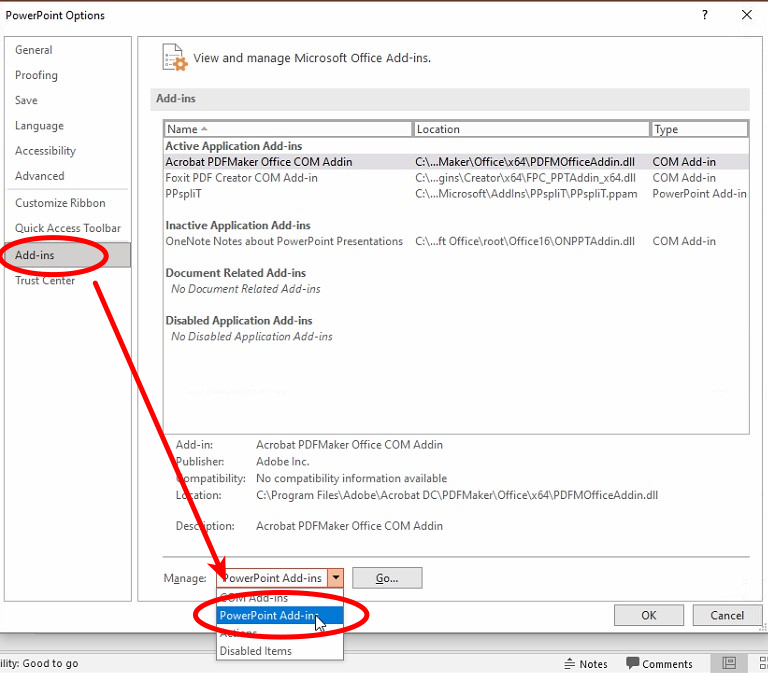 PowerPoint Options
?
General
Proofing
Save
Language
Accessibility
Advanced
Customize Ribbon
Quick Access Toolbar
Add-ins
Trust Center
View and manage Microsoft Office Add-ins.
Add-ins
Name Location Type
Active Application Add-ins
Acrobat PDFMaker Office COM Addin C:\...Maker\Office\x64\PDFMOfficeAddin.dll COM Add-in
Foxit PDF Creator COM Add-in C:\...gins\Creator\x64\FPC_PPTAddin_x64.dll COM Add-in
PPspliT C:\...Microsoft\AddIns\PPspliT\PPspliT.ppam PowerPoint Add-in
Inactive Application Add-ins
OneNote Notes about PowerPoint Presentations C:\...ft Office\root\Office16\ONPPTAddin.dll COM Add-in
Document Related Add-ins
No Document Related Add-ins
Disabled Application Add-ins
No Disabled Application Add-ins
Add-in: Acrobat PDFMaker Office COM Addin
Publisher: Adobe Inc.
Compatibility: No compatibility information available
Location: C:\Program Files\Adobe\Acrobat DC\PDFMaker\Office\x64\PDFMOfficeAddin.dll
Description: Acrobat PDFMaker Office COM Addin
Manage: PowerPoint Add-ins Go...
COM Add-ins
PowerPoint Add-ins
Actions
Disabled Items
OK Cancel
ility: Good to go Notes Comments